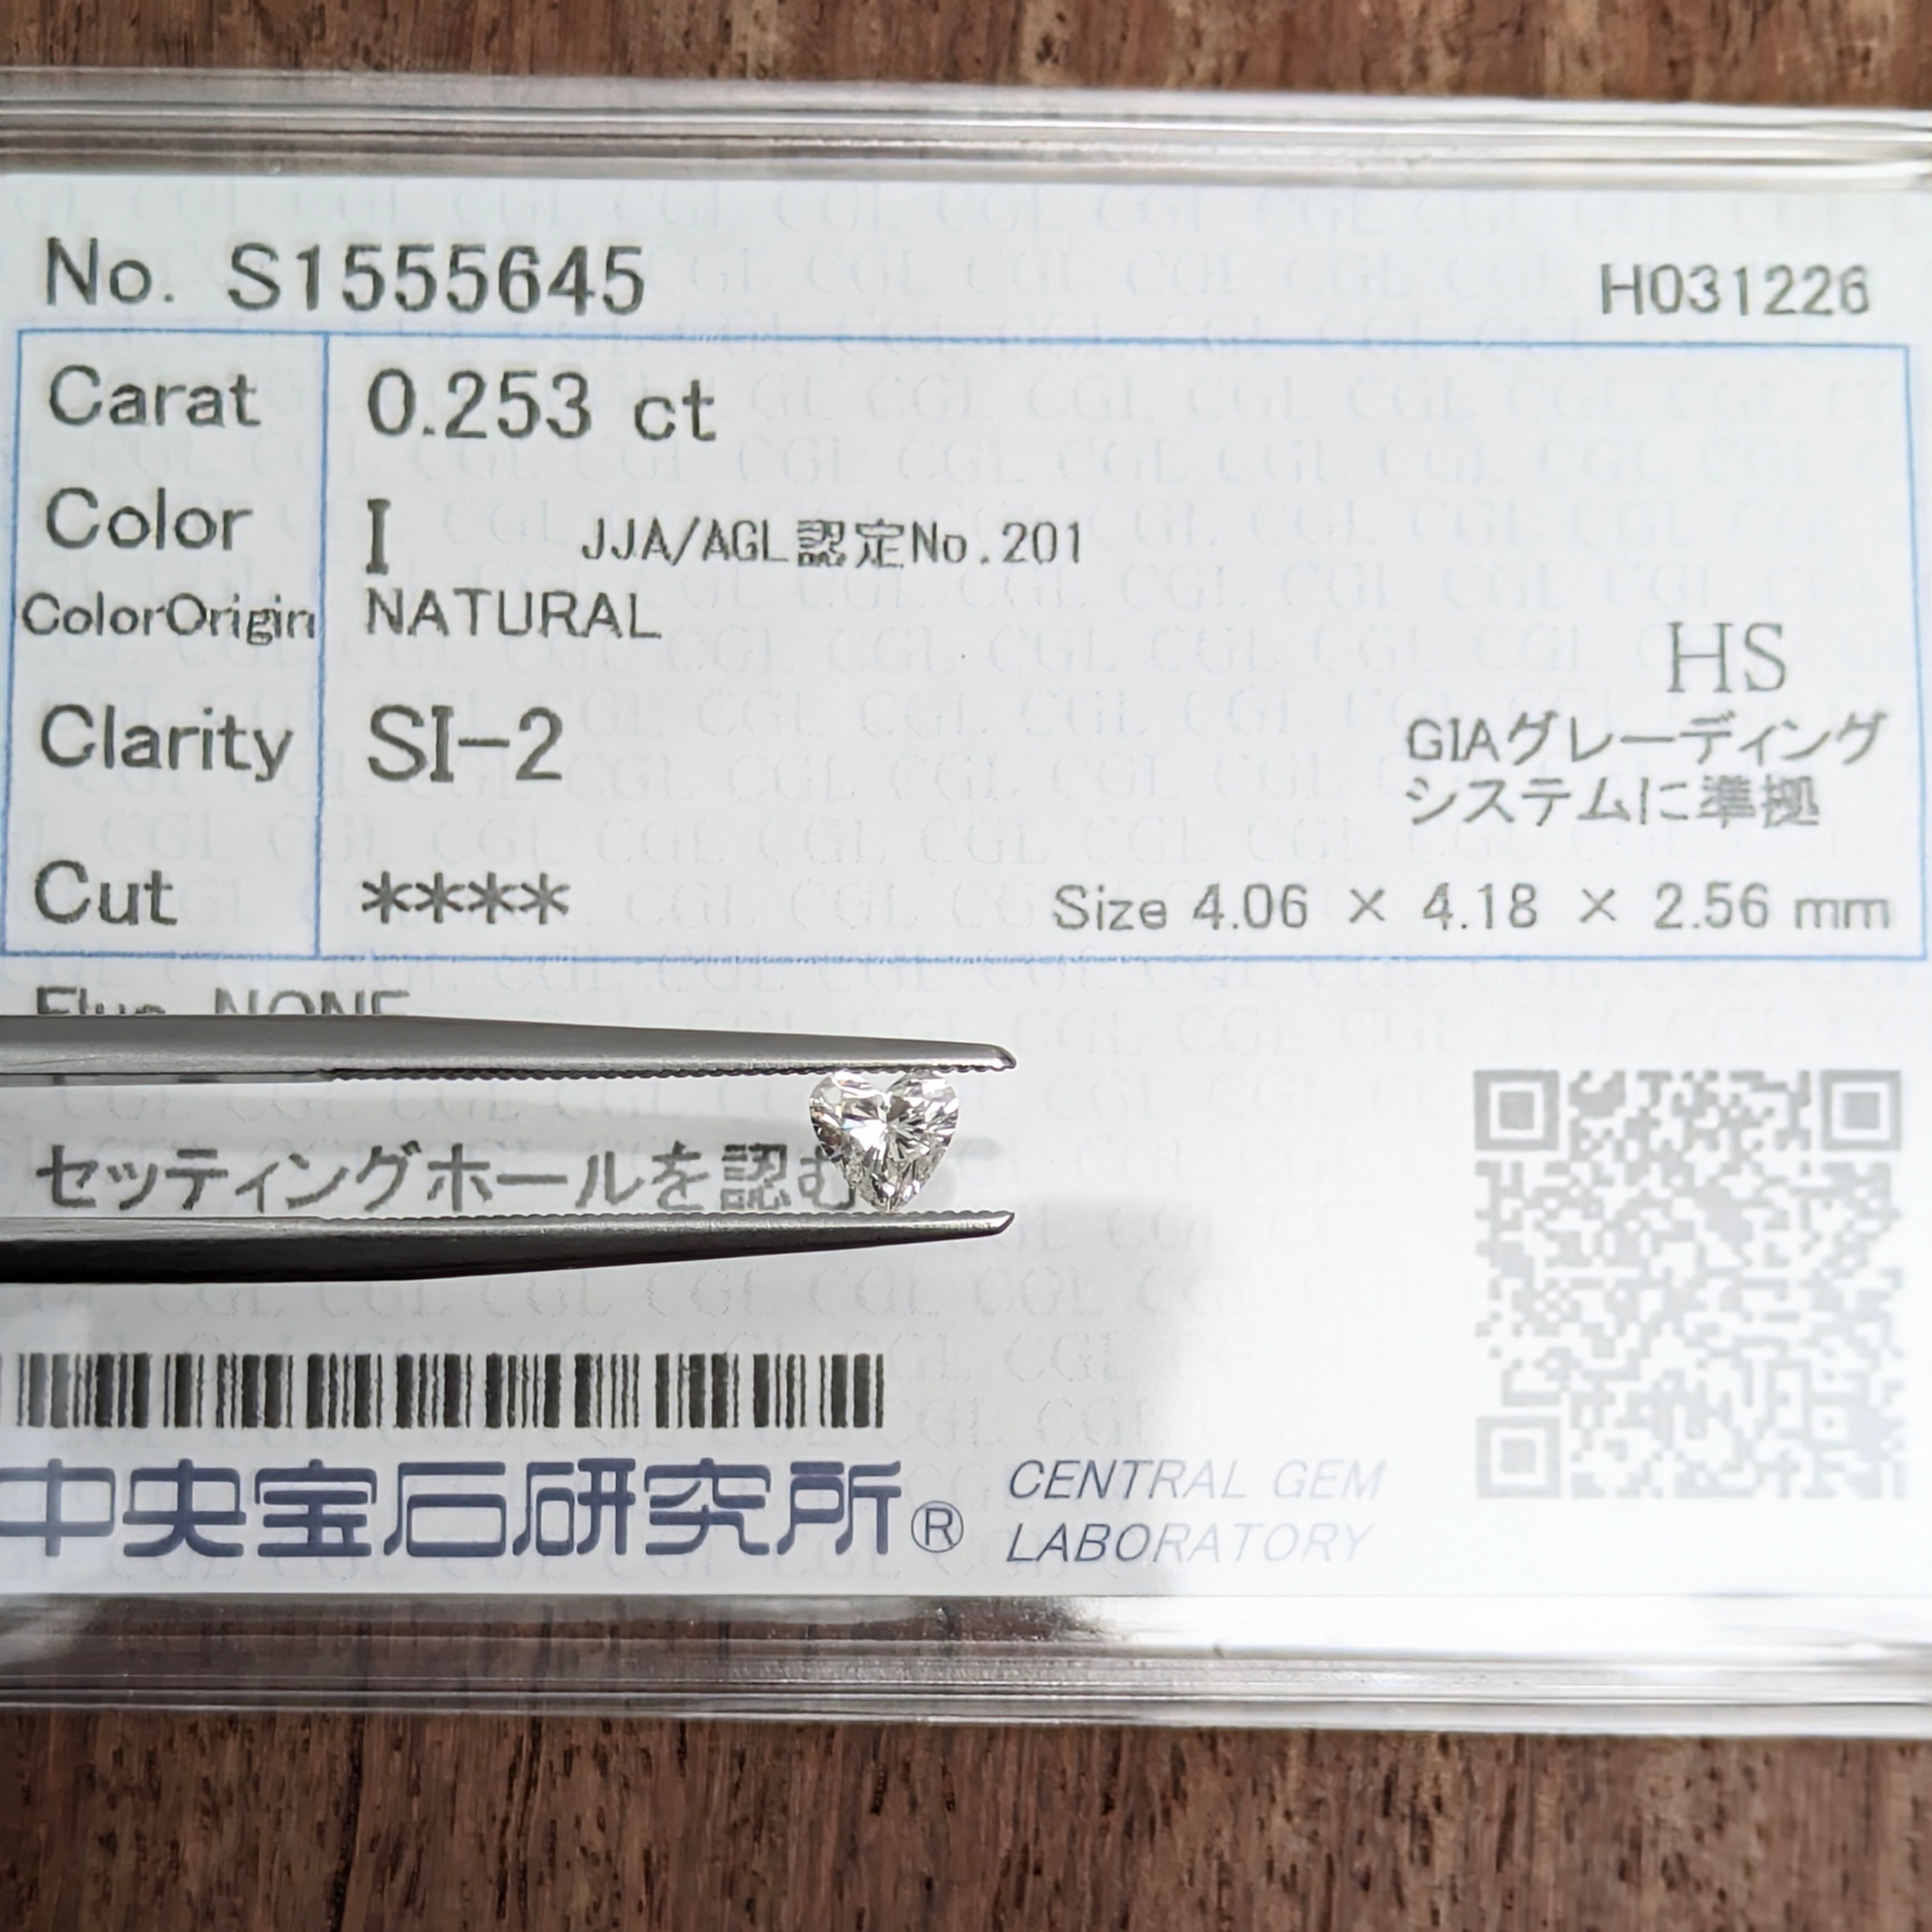 No. S1555645
H031226
Carat 0.253 ct
Color I JJA/AGL認定No.201
ColorOrigin NATURAL
HS
Clarity SI-2
GIAグレーディング
システムに準拠
Cut ****
Size 4.06 × 4.18 × 2.56 mm
Fluo. NONE
セッティングホールを認む
中央宝石研究所®
CENTRAL GEM
LABORATORY